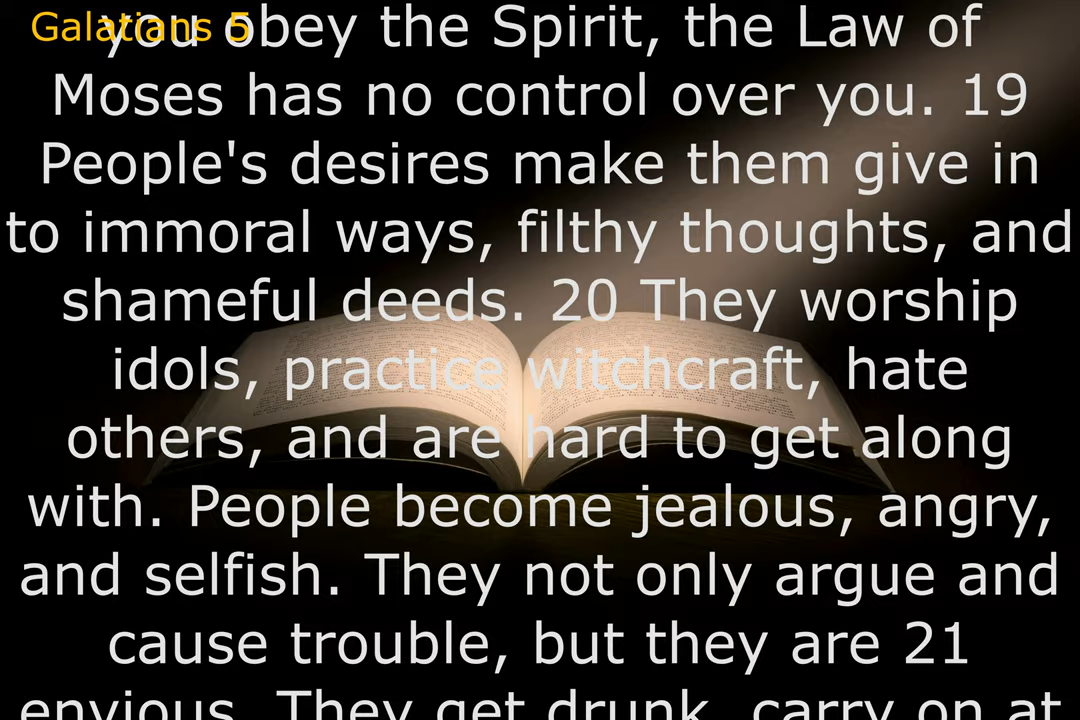 Galatians 5
you obey the Spirit, the Law of
Moses has no control over you. 19
People's desires make them give in
to immoral ways, filthy thoughts, and
shameful deeds. 20 They worship
idols, practice witchcraft, hate
others, and are hard to get along
with. People become jealous, angry,
and selfish. They not only argue and
cause trouble, but they are 21
envious. They get drunk, carry on at